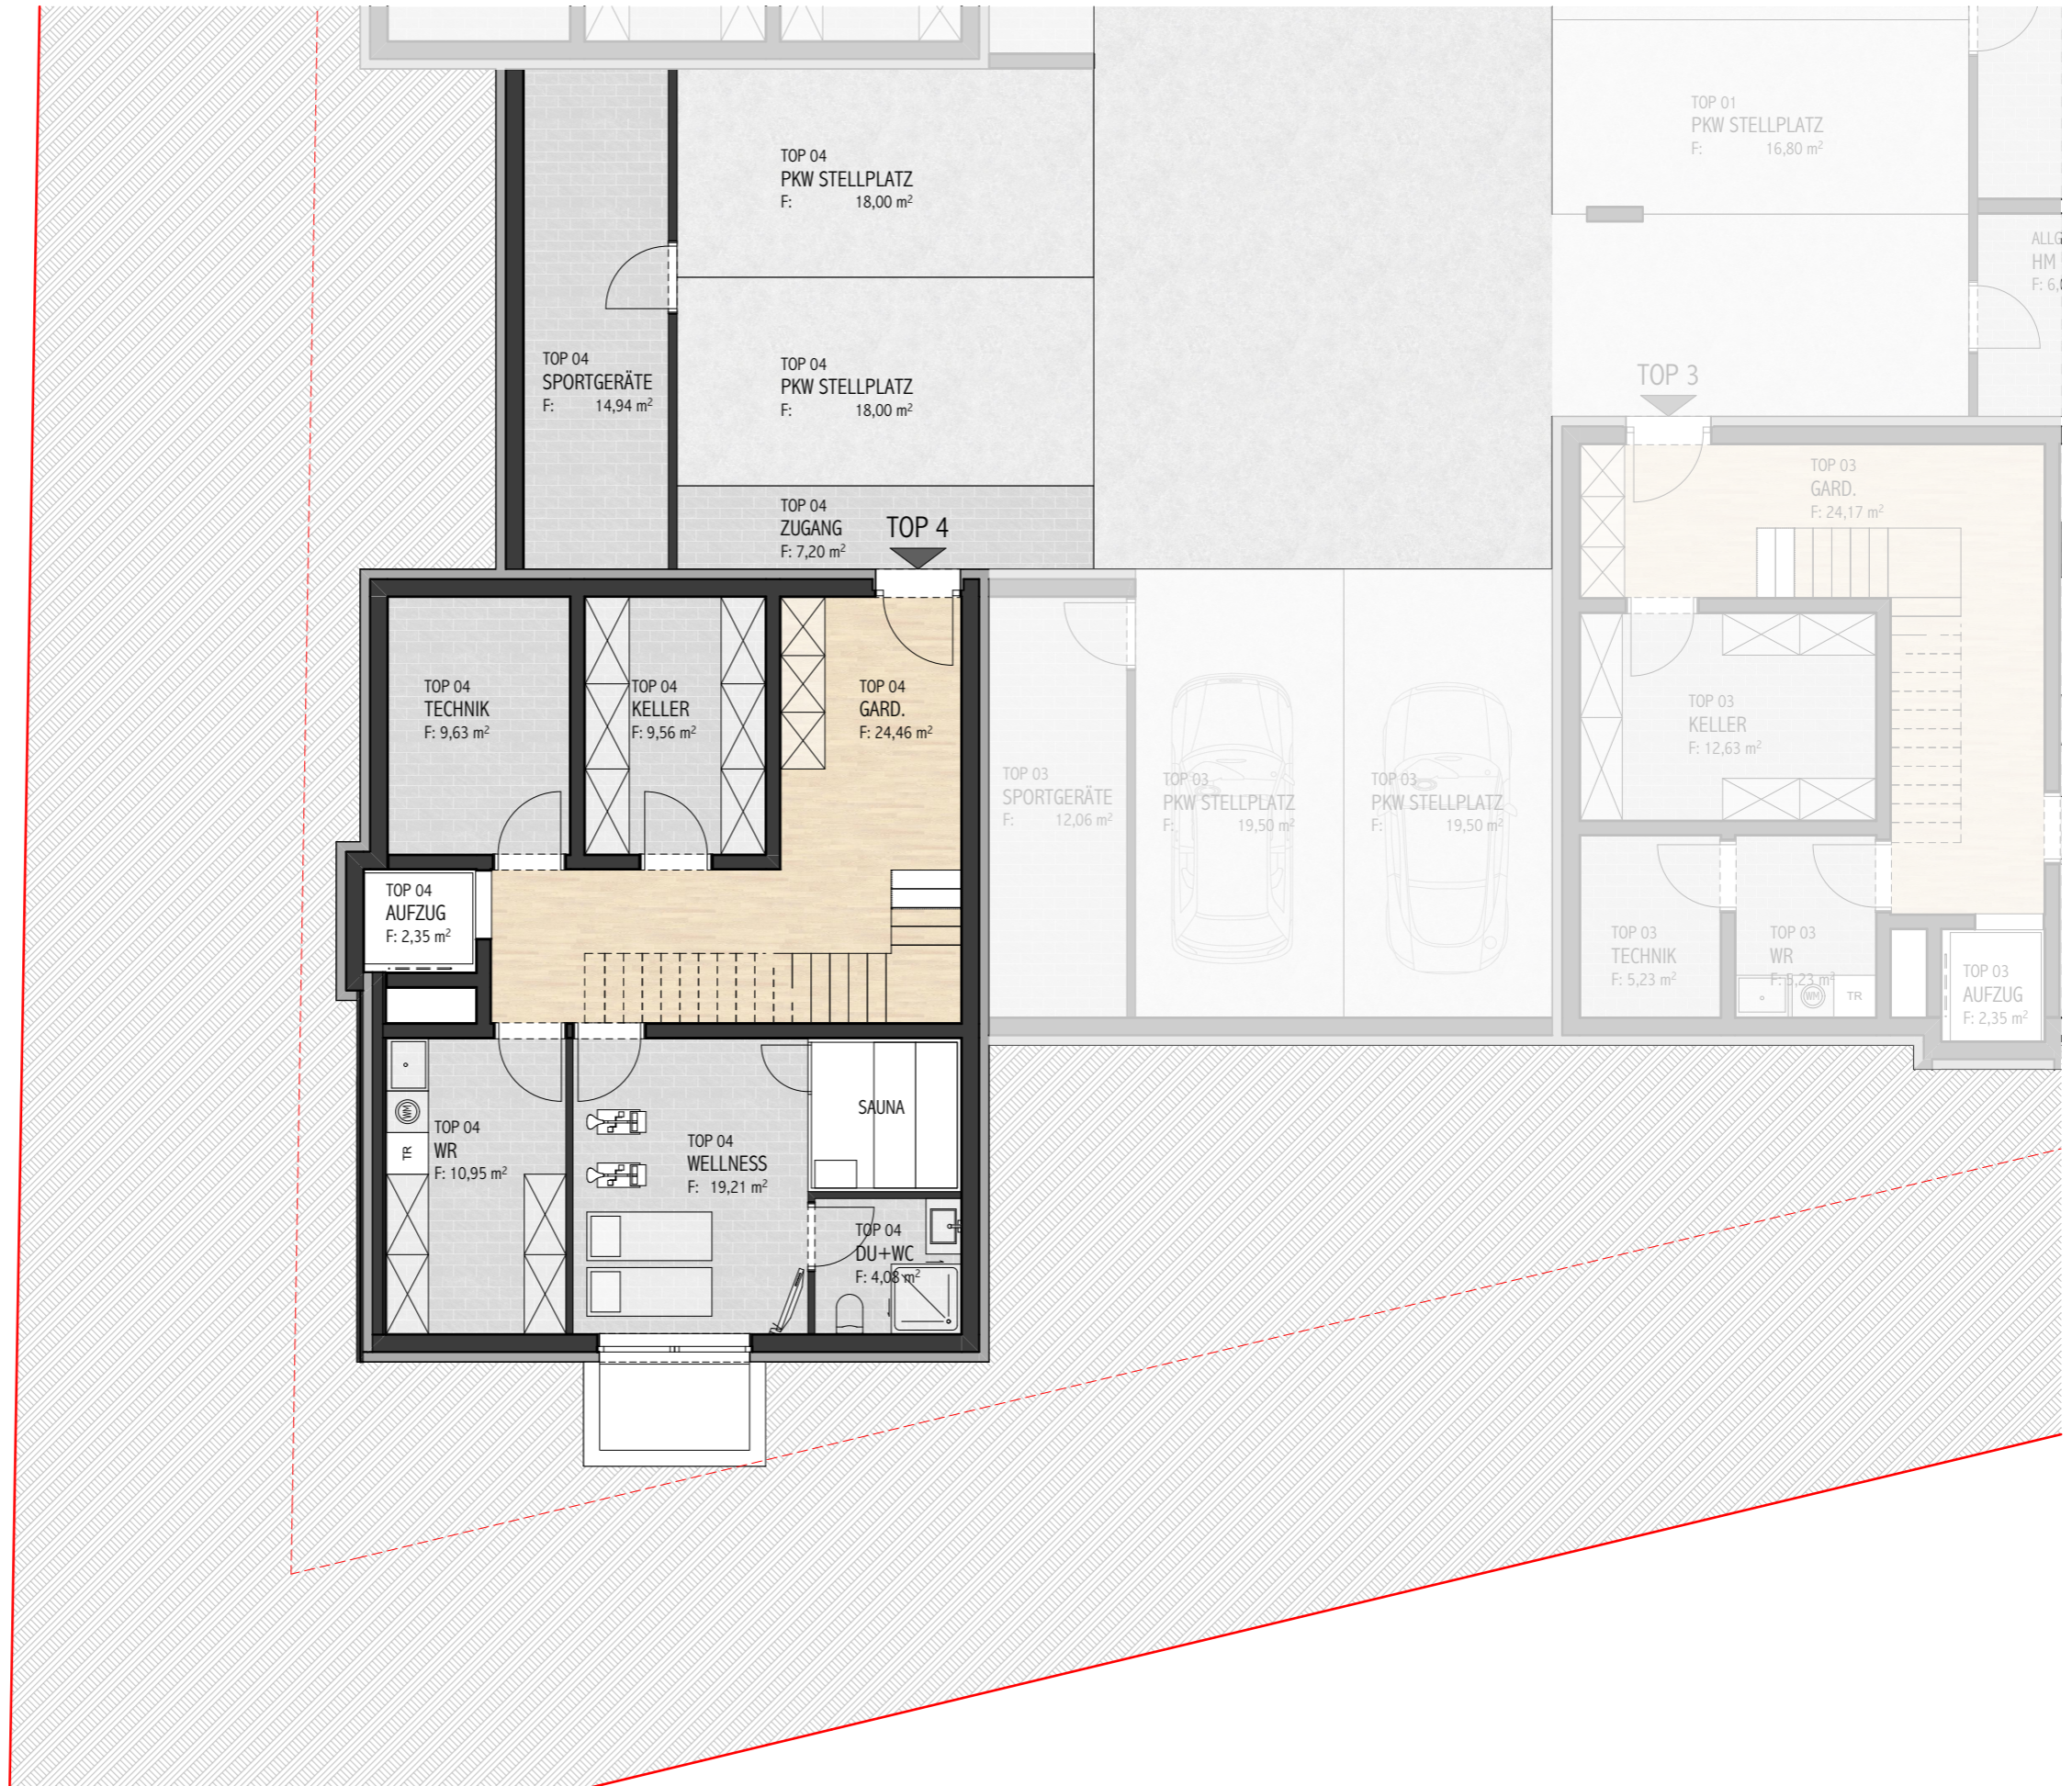 TOP 01
PKW STELLPLATZ
F: 16,80 m²
TOP 04
PKW STELLPLATZ
F: 18,00 m²
HM
TOP 04
SPORTGERÄTE
F: 14,94 m²
TOP 04
PKW STELLPLATZ
F: 18,00 m²
TOP 3
TOP 03
GARD.
F: 24,17 m²
TOP 04
ZUGANG
F: 7,20 m²
TOP 4
TOP 04
TECHNIK
F: 9,63 m²
TOP 04
KELLER
F: 9,56 m²
TOP 04
GARD.
F: 24,46 m²
TOP 03
KELLER
F: 12,63 m²
TOP 03
SPORTGERÄTE
F: 12,06 m²
TOP 03
PKW STELLPLATZ
F: 19,50 m²
TOP 03
PKW STELLPLATZ
F: 19,50 m²
TOP 04
AUFZUG
F: 2,35 m²
TOP 03
TECHNIK
F: 5,23 m²
TOP 03
WR
F: 5,23 m²
WM
TR
TOP 03
AUFZUG
F: 2,35 m²
WM
TR
TOP 04
WR
F: 10,95 m²
TOP 04
WELLNESS
F: 19,21 m²
SAUNA
TOP 04
DU+WC
F: 4,08 m²